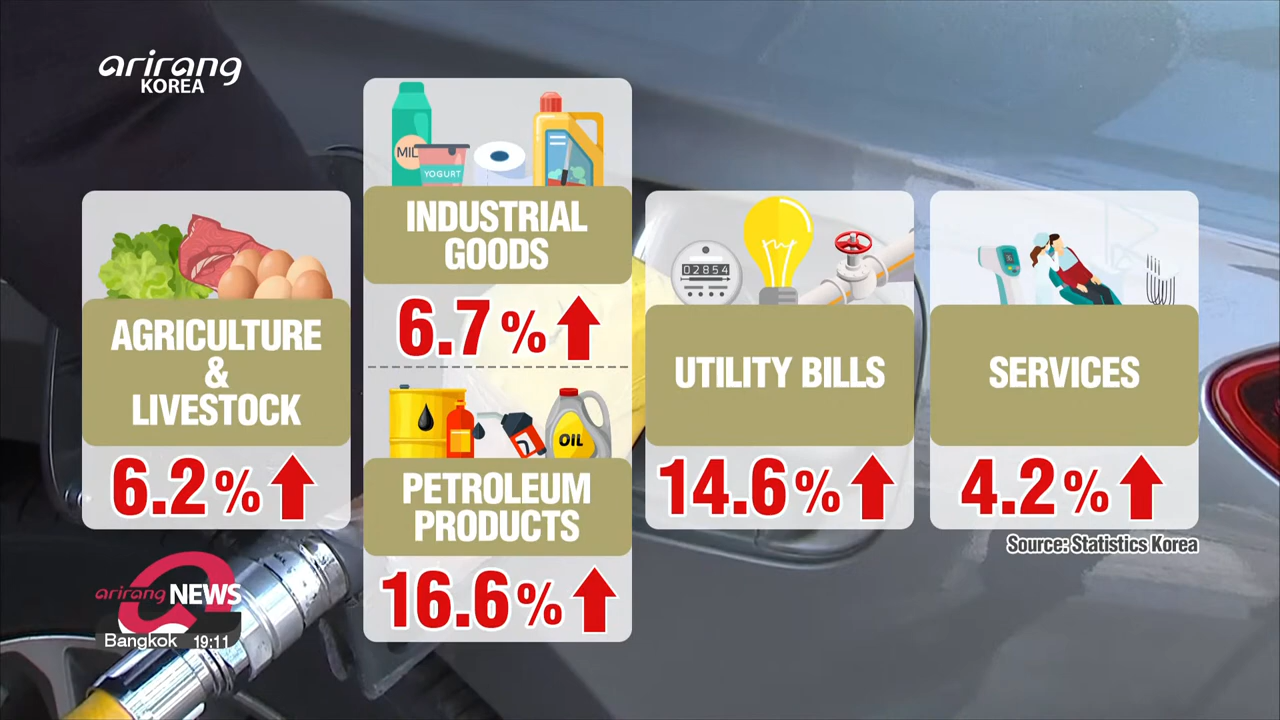 arirang
KOREA
MIL
YOGURT
INDUSTRIAL
GOODS
6.7% 
02854
AGRICULTURE
&
LIVESTOCK
6.2%
OIL
PETROLEUM
PRODUCTS
16.6%
UTILITY BILLS
14.6%
SERVICES
4.2%
Source: Statistics Korea
arirang NEWS
Bangkok 19:11